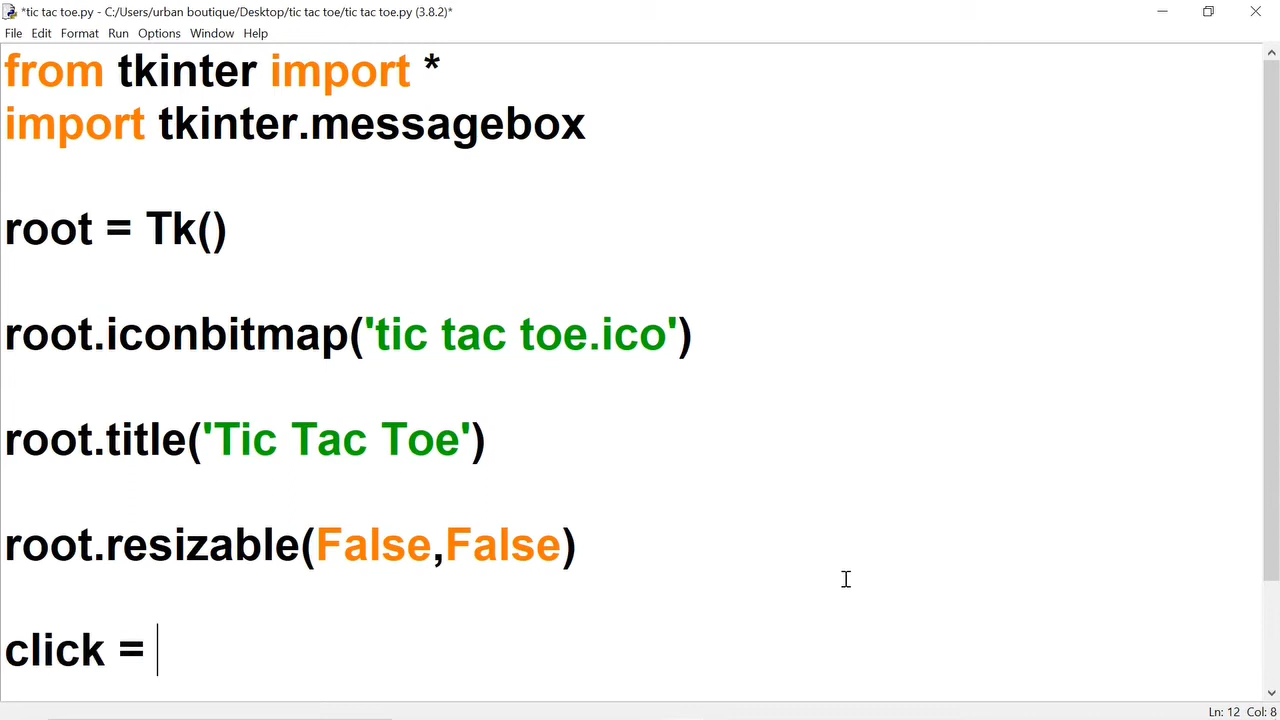 *tic tac toe.py - C:/Users/urban boutique/Desktop/tic tac toe/tic tac toe.py (3.8.2)*
File Edit Format Run Options Window Help
from tkinter import *
import tkinter.messagebox
root = Tk()
root.iconbitmap('tic tac toe.ico')
root.title('Tic Tac Toe')
root.resizable(False,False)
click =
Ln: 12 Col: 8